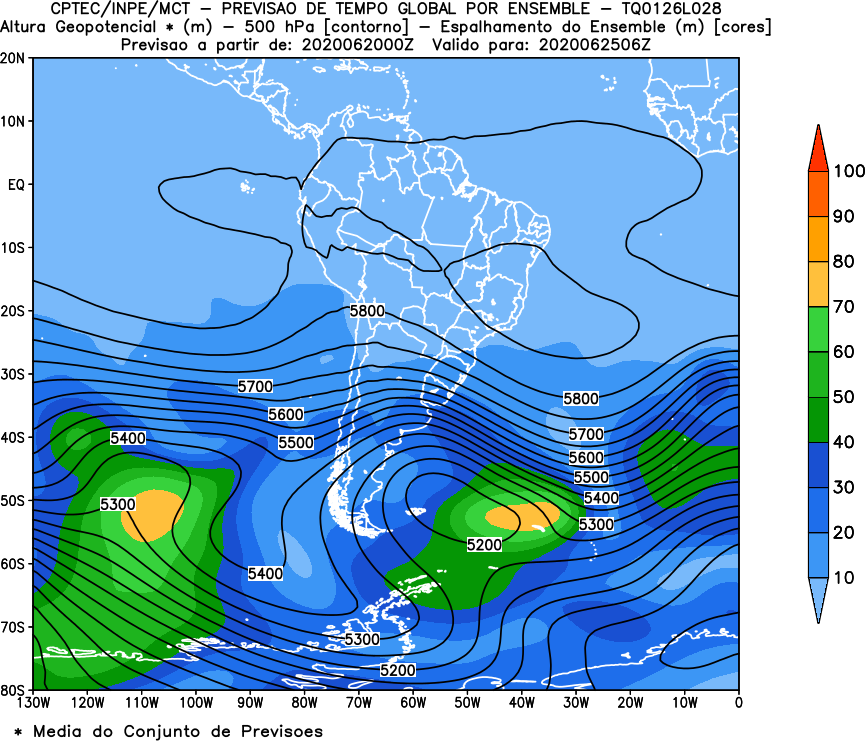 CPTEC/INPE/MCT – PREVISAO DE TEMPO GLOBAL POR ENSEMBLE – TQ0126L028
Altura Geopotencial * (m) – 500 hPa [contorno] – Espalhamento do Ensemble (m) [cores]
Previsao a partir de: 2020062000Z Valido para: 2020062506Z
20N
10N
EQ
10S
20S
30S
40S
50S
60S
70S
80S
5800
5700
5600
5500
5400
5300
5400
5300
5200
5800
5700
5600
5500
5400
5300
5200
130W 120W 110W 100W 90W 80W 70W 60W 50W 40W 30W 20W 10W 0
100
90
80
70
60
50
40
30
20
10
* Media do Conjunto de Previsoes